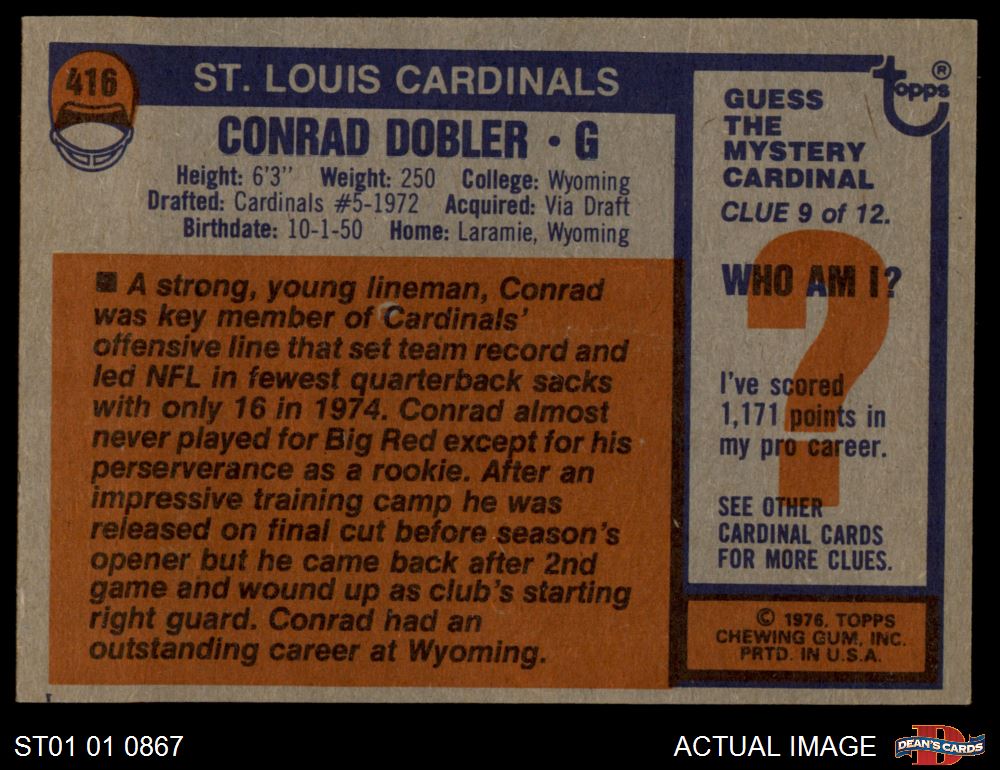 416
ST. LOUIS CARDINALS
CONRAD DOBLER • G
Height: 6'3" Weight: 250 College: Wyoming
Drafted: Cardinals #5-1972 Acquired: Via Draft
Birthdate: 10-1-50 Home: Laramie, Wyoming
■ A strong, young lineman, Conrad
was key member of Cardinals'
offensive line that set team record and
led NFL in fewest quarterback sacks
with only 16 in 1974. Conrad almost
never played for Big Red except for his
perserverance as a rookie. After an
impressive training camp he was
released on final cut before season's
opener but he came back after 2nd
game and wound up as club's starting
right guard. Conrad had an
outstanding career at Wyoming.
topps®
GUESS
THE
MYSTERY
CARDINAL
CLUE 9 of 12.
?
WHO AM I?
I've scored
1,171 points in
my pro career.
SEE OTHER
CARDINAL CARDS
FOR MORE CLUES.
© 1976, TOPPS
CHEWING GUM, INC.
PRTD. IN U.S.A.
ST01 01 0867
ACTUAL IMAGE
D
DEAN'S CARDS